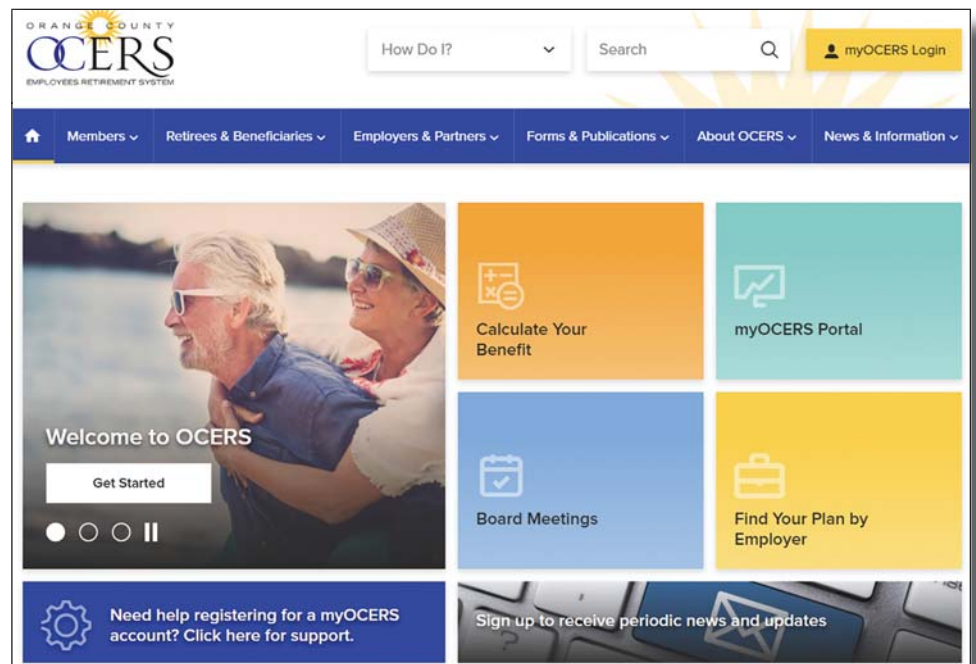 ORANGE COUNTY
OCERS
EMPLOYEES RETIREMENT SYSTEM
How Do I?
Search
myOCERS Login
Members
Retirees & Beneficiaries
Employers & Partners
Forms & Publications
About OCERS
News & Information
Welcome to OCERS
Get Started
Calculate Your
Benefit
myOCERS Portal
Board Meetings
Find Your Plan by
Employer
Need help registering for a myOCERS
account? Click here for support.
Sign up to receive periodic news and updates